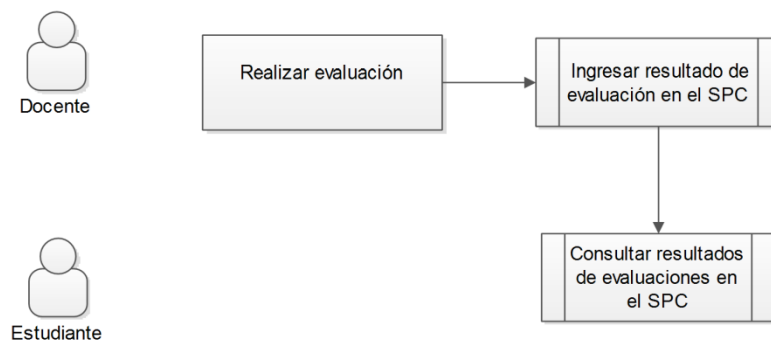 Docente
Realizar evaluación
Ingresar resultado de
evaluación en el SPC
Estudiante
Consultar resultados
de evaluaciones en
el SPC